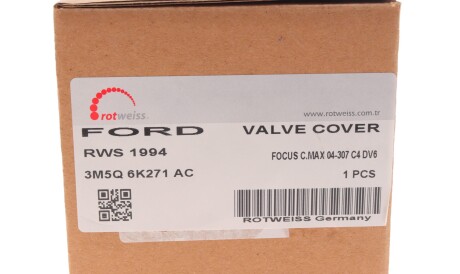 rotweiss.
www.rotweiss.com.tr
FORD VALVE COVER
RWS 1994 FOCUS C.MAX 04-307 C4 DV6
3M5Q 6K271 AC 1 PCS
ROTWEISS Germany